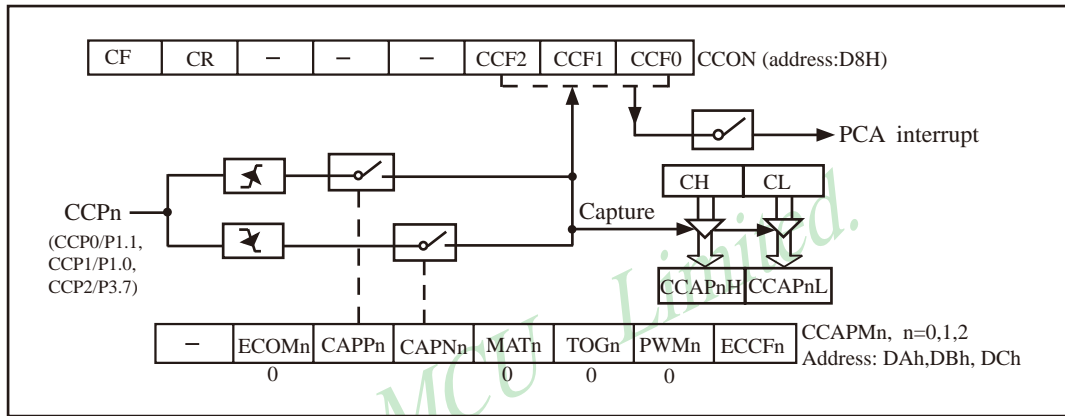 CF CR – – – CCF2 CCF1 CCF0 CCON (address:D8H)
PCA interrupt
CH CL
CCPn
Capture
(CCP0/P1.1,
CCP1/P1.0,
CCP2/P3.7)
CCAPnH CCAPnL
– ECOMn CAPPn CAPNn MATn TOGn PWMn ECCFn
CCAPMn, n=0,1,2
Address: DAh,DBh, DCh
0 0 0 0
MCU Limited.